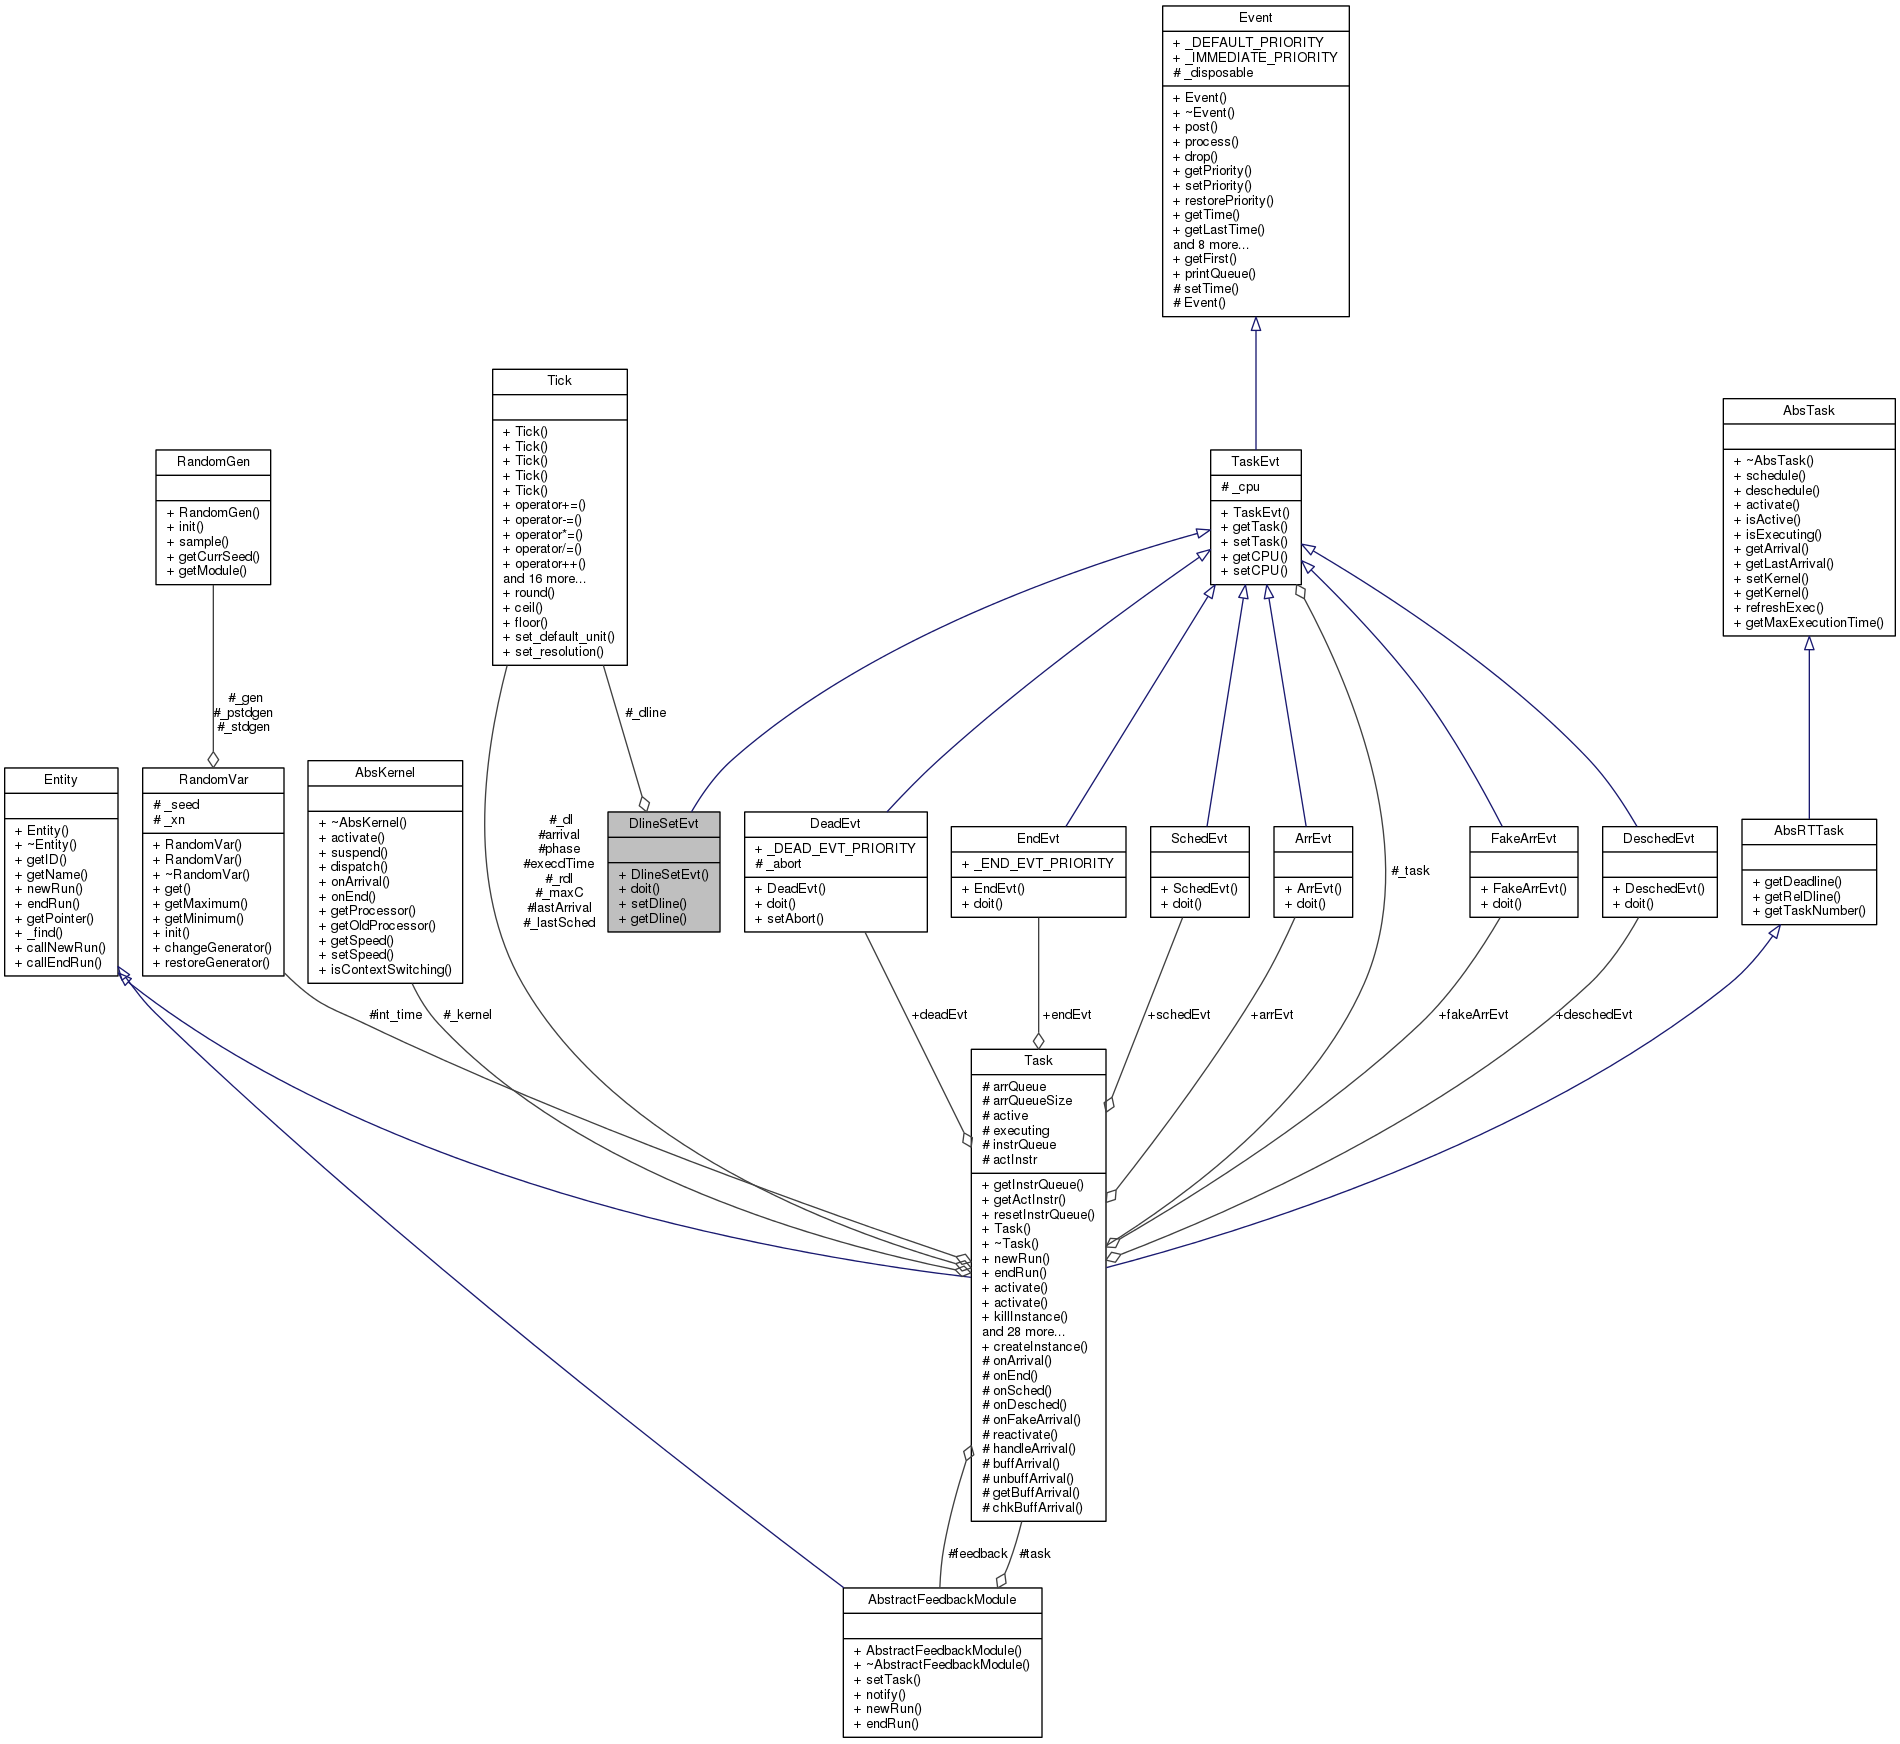 Event
+ _DEFAULT_PRIORITY
+ _IMMEDIATE_PRIORITY
# _disposable
+ Event()
+ ~Event()
+ post()
+ process()
+ drop()
+ getPriority()
+ setPriority()
+ restorePriority()
+ getTime()
+ getLastTime()
and 8 more...
+ getFirst()
+ printQueue()
# setTime()
# Event()
Tick
+ Tick()
+ Tick()
+ Tick()
+ Tick()
+ Tick()
+ operator+=()
+ operator-=()
+ operator*=()
+ operator/=()
+ operator++()
and 16 more...
+ round()
+ ceil()
+ floor()
+ set_default_unit()
+ set_resolution()
AbsTask
+ ~AbsTask()
+ schedule()
+ deschedule()
+ activate()
+ isActive()
+ isExecuting()
+ getArrival()
+ getLastArrival()
+ setKernel()
+ getKernel()
+ refreshExec()
+ getMaxExecutionTime()
RandomGen
+ RandomGen()
+ init()
+ sample()
+ getCurrSeed()
+ getModule()
TaskEvt
# _cpu
+ TaskEvt()
+ getTask()
+ setTask()
+ getCPU()
+ setCPU()
#_gen
#_pstdgen
#_stdgen
#_dline
Entity
+ Entity()
+ ~Entity()
+ getID()
+ getName()
+ newRun()
+ endRun()
+ getPointer()
+ _find()
+ callNewRun()
+ callEndRun()
RandomVar
# _seed
# _xn
+ RandomVar()
+ RandomVar()
+ ~RandomVar()
+ get()
+ getMaximum()
+ getMinimum()
+ init()
+ changeGenerator()
+ restoreGenerator()
AbsKernel
+ ~AbsKernel()
+ activate()
+ suspend()
+ dispatch()
+ onArrival()
+ onEnd()
+ getProcessor()
+ getOldProcessor()
+ getSpeed()
+ setSpeed()
+ isContextSwitching()
#_dl
#arrival
#phase
#execdTime
#_rdl
#_maxC
#lastArrival
#_lastSched
DlineSetEvt
+ DlineSetEvt()
+ doit()
+ setDline()
+ getDline()
DeadEvt
+ _DEAD_EVT_PRIORITY
# _abort
+ DeadEvt()
+ doit()
+ setAbort()
EndEvt
+ _END_EVT_PRIORITY
+ EndEvt()
+ doit()
SchedEvt
+ SchedEvt()
+ doit()
ArrEvt
+ ArrEvt()
+ doit()
#_task
FakeArrEvt
+ FakeArrEvt()
+ doit()
DeschedEvt
+ DeschedEvt()
+ doit()
AbsRTTask
+ getDeadline()
+ getRelDline()
+ getTaskNumber()
#int_time
#_kernel
+deadEvt
+endEvt
+schedEvt
+arrEvt
+fakeArrEvt
+deschedEvt
Task
# arrQueue
# arrQueueSize
# active
# executing
# instrQueue
# actInstr
+ getInstrQueue()
+ getActInstr()
+ resetInstrQueue()
+ Task()
+ ~Task()
+ newRun()
+ endRun()
+ activate()
+ activate()
+ killInstance()
and 28 more...
+ createInstance()
# onArrival()
# onEnd()
# onSched()
# onDesched()
# onFakeArrival()
# reactivate()
# handleArrival()
# buffArrival()
# unbuffArrival()
# getBuffArrival()
# chkBuffArrival()
#feedback
#task
AbstractFeedbackModule
+ AbstractFeedbackModule()
+ ~AbstractFeedbackModule()
+ setTask()
+ notify()
+ newRun()
+ endRun()